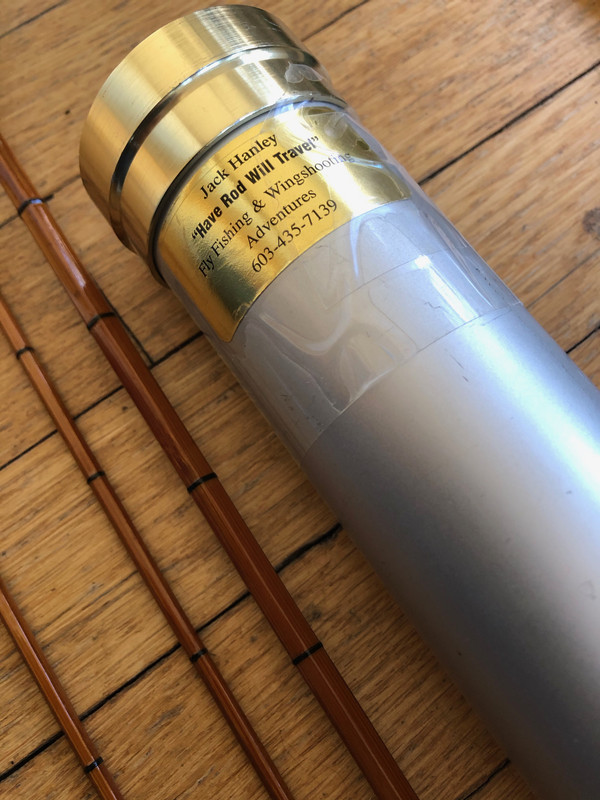 Jack Hanley
"Have Rod Will Travel"
Fly Fishing & Wingshooting
Adventures
603-435-7139